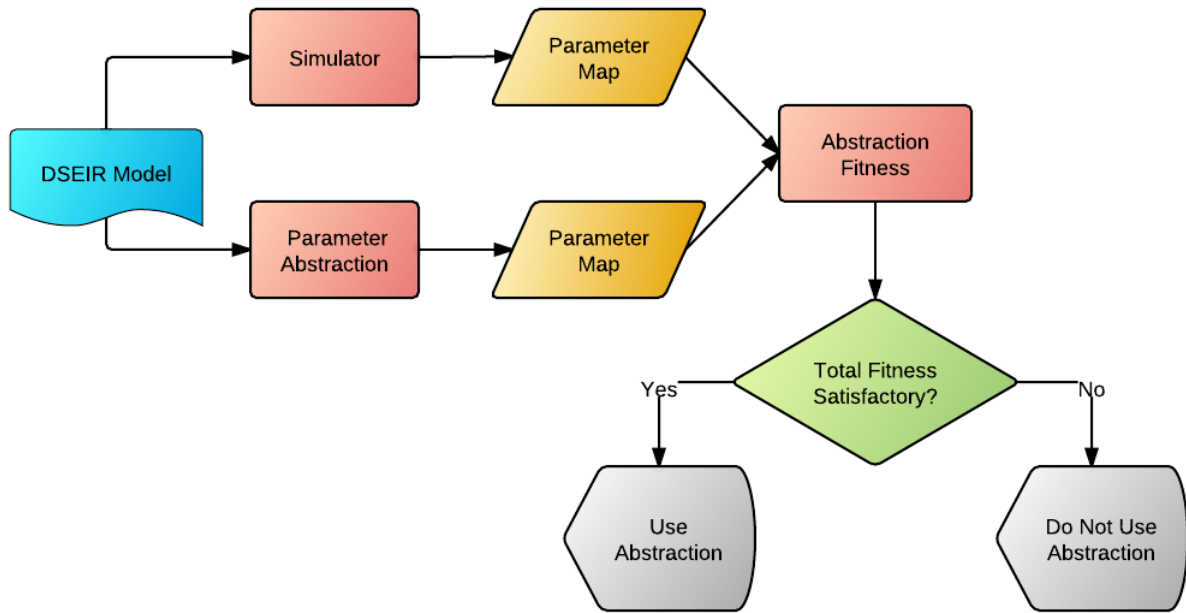 Simulator
Parameter
Map
DSEIR Model
Abstraction
Fitness
Parameter
Abstraction
Parameter
Map
Total Fitness
Satisfactory?
Yes
No
Use
Abstraction
Do Not Use
Abstraction